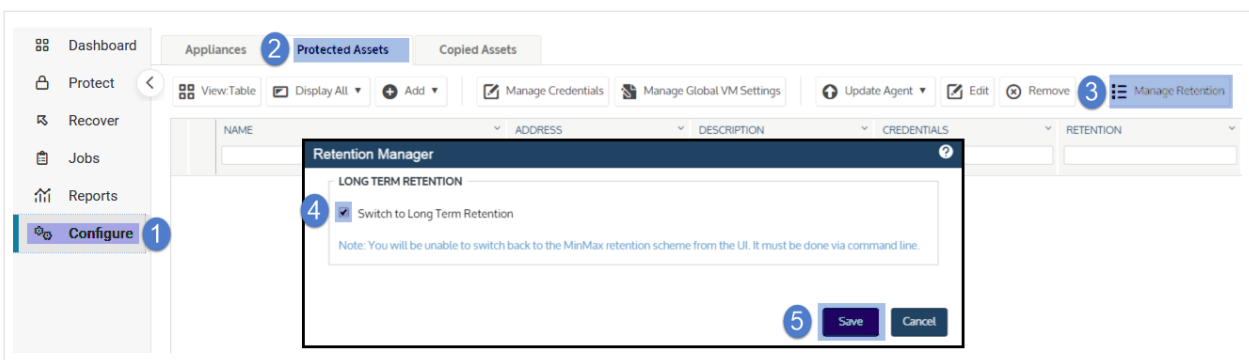 Dashboard
Protect
Recover
Jobs
Reports
Configure 1
Appliances 2 Protected Assets Copied Assets
View:Table Display All Add Manage Credentials Manage Global VM Settings Update Agent Edit Remove 3 Manage Retention
NAME ADDRESS DESCRIPTION CREDENTIALS RETENTION
Retention Manager ?
LONG TERM RETENTION
4 Switch to Long Term Retention
Note: You will be unable to switch back to the MinMax retention scheme from the UI. It must be done via command line.
5 Save Cancel